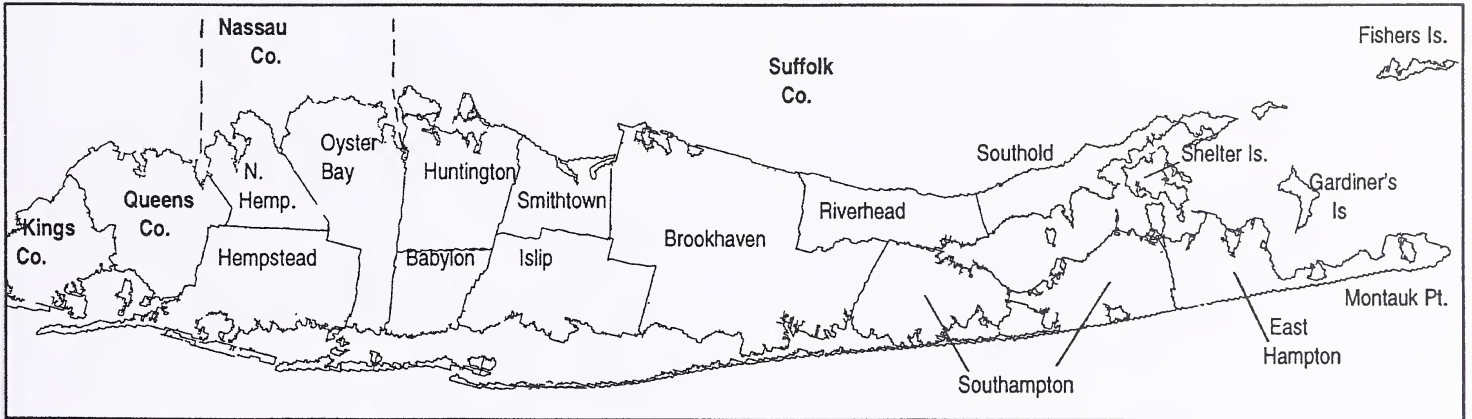 Nassau
Co.
Suffolk
Co.
Fishers Is.
N.
Hemp.
Oyster
Bay
Huntington
Smithtown
Southold
Shelter Is.
Gardiner's
Is
Kings
Co.
Queens
Co.
Riverhead
Brookhaven
Hempstead
Babylon
Islip
Montauk Pt.
East
Hampton
Southampton